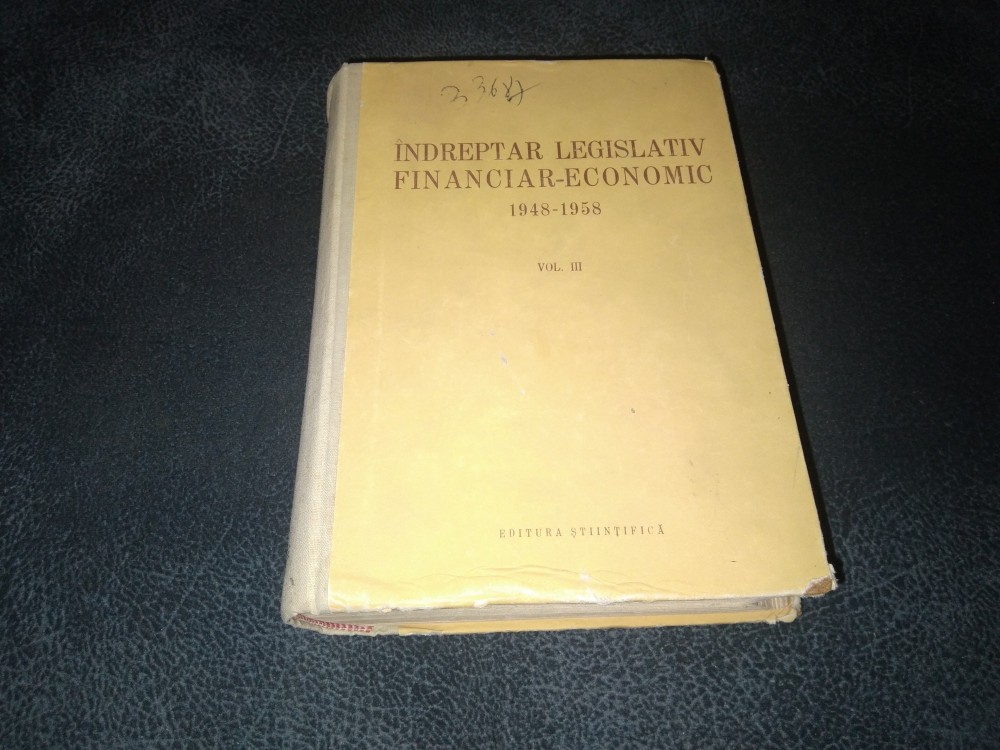 ÎNDREPTAR LEGISLATIV
FINANCIAR-ECONOMIC
1948-1958
VOL. III
EDITURA ȘTIINȚIFICĂ